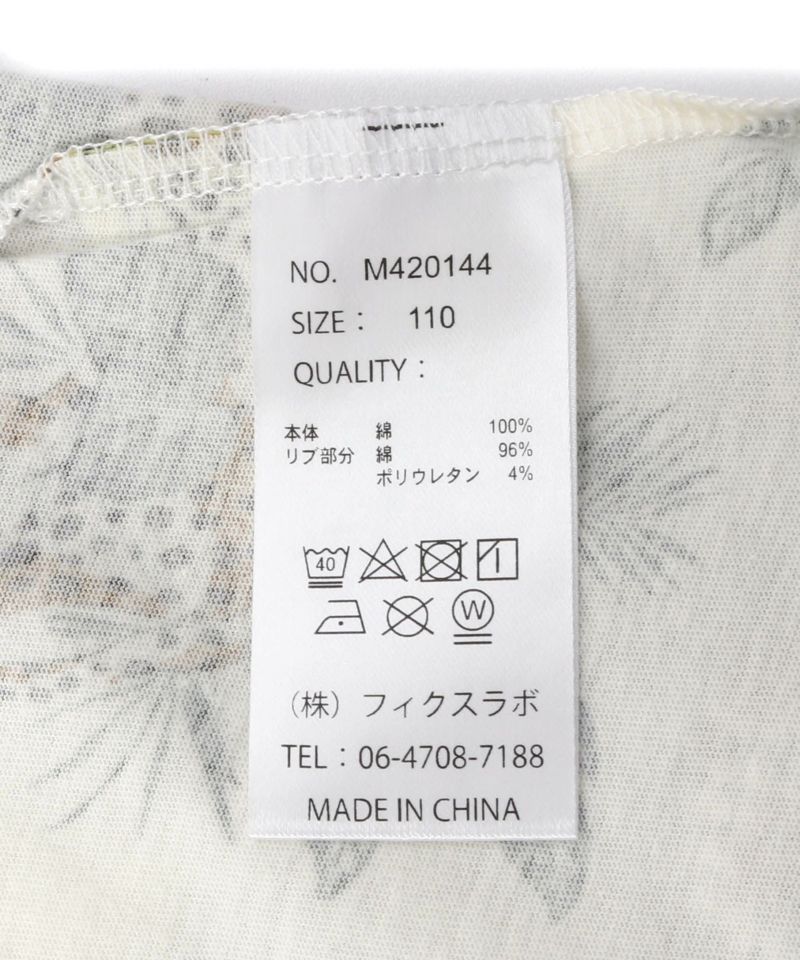 NO. M420144
SIZE： 110
QUALITY：
本体 綿 100%
リブ部分 綿 96%
ポリウレタン 4%
40
W
（株）フィクスラボ
TEL：06-4708-7188
MADE IN CHINA